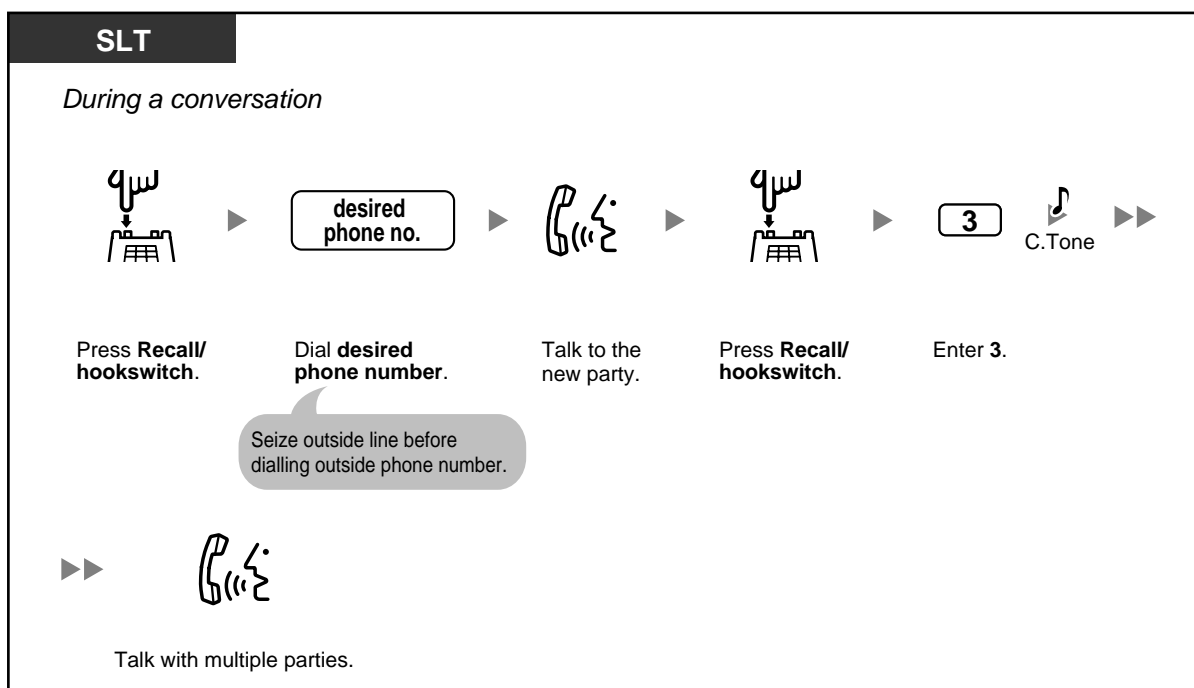 SLT
During a conversation
desired
phone no.
3
C.Tone
Press Recall/
hookswitch.
Dial desired
phone number.
Talk to the
new party.
Press Recall/
hookswitch.
Enter 3.
Seize outside line before
dialling outside phone number.
Talk with multiple parties.